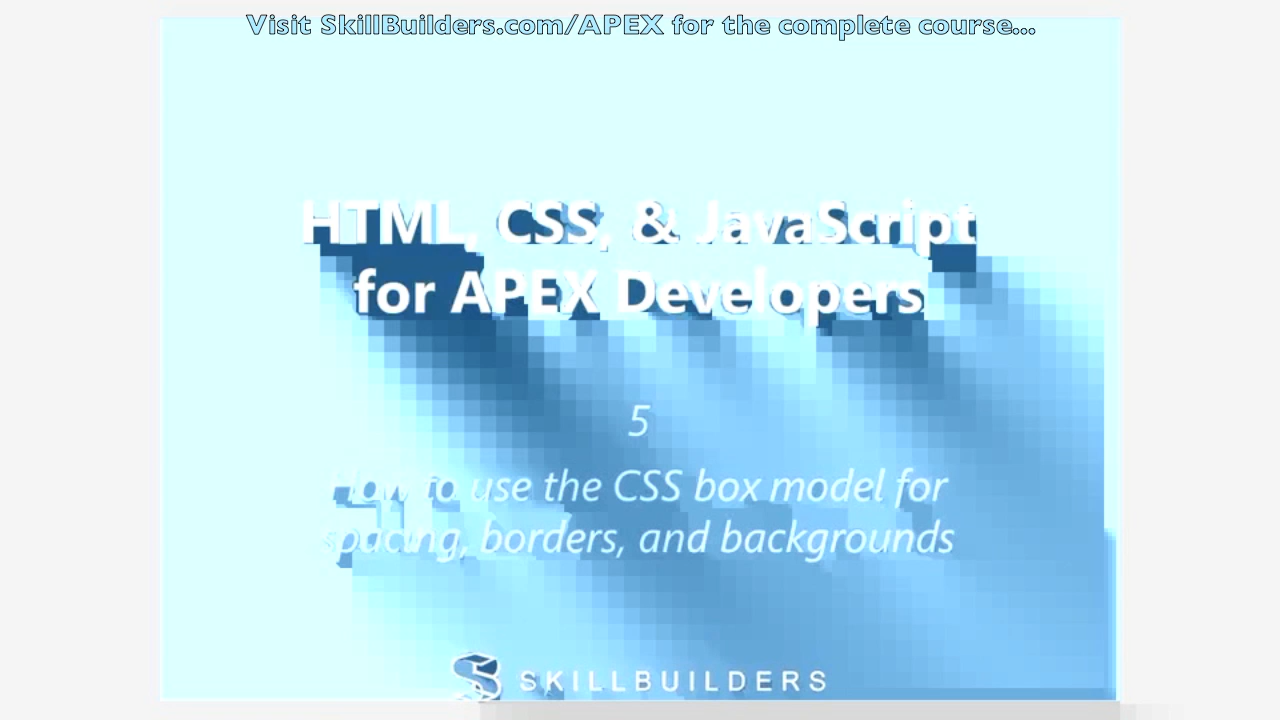 Visit SkillBuilders.com/APEX for the complete course...
HTML, CSS, & JavaScript
for APEX Developers
5
How to use the CSS box model for
spacing, borders, and backgrounds
SKILLBUILDERS